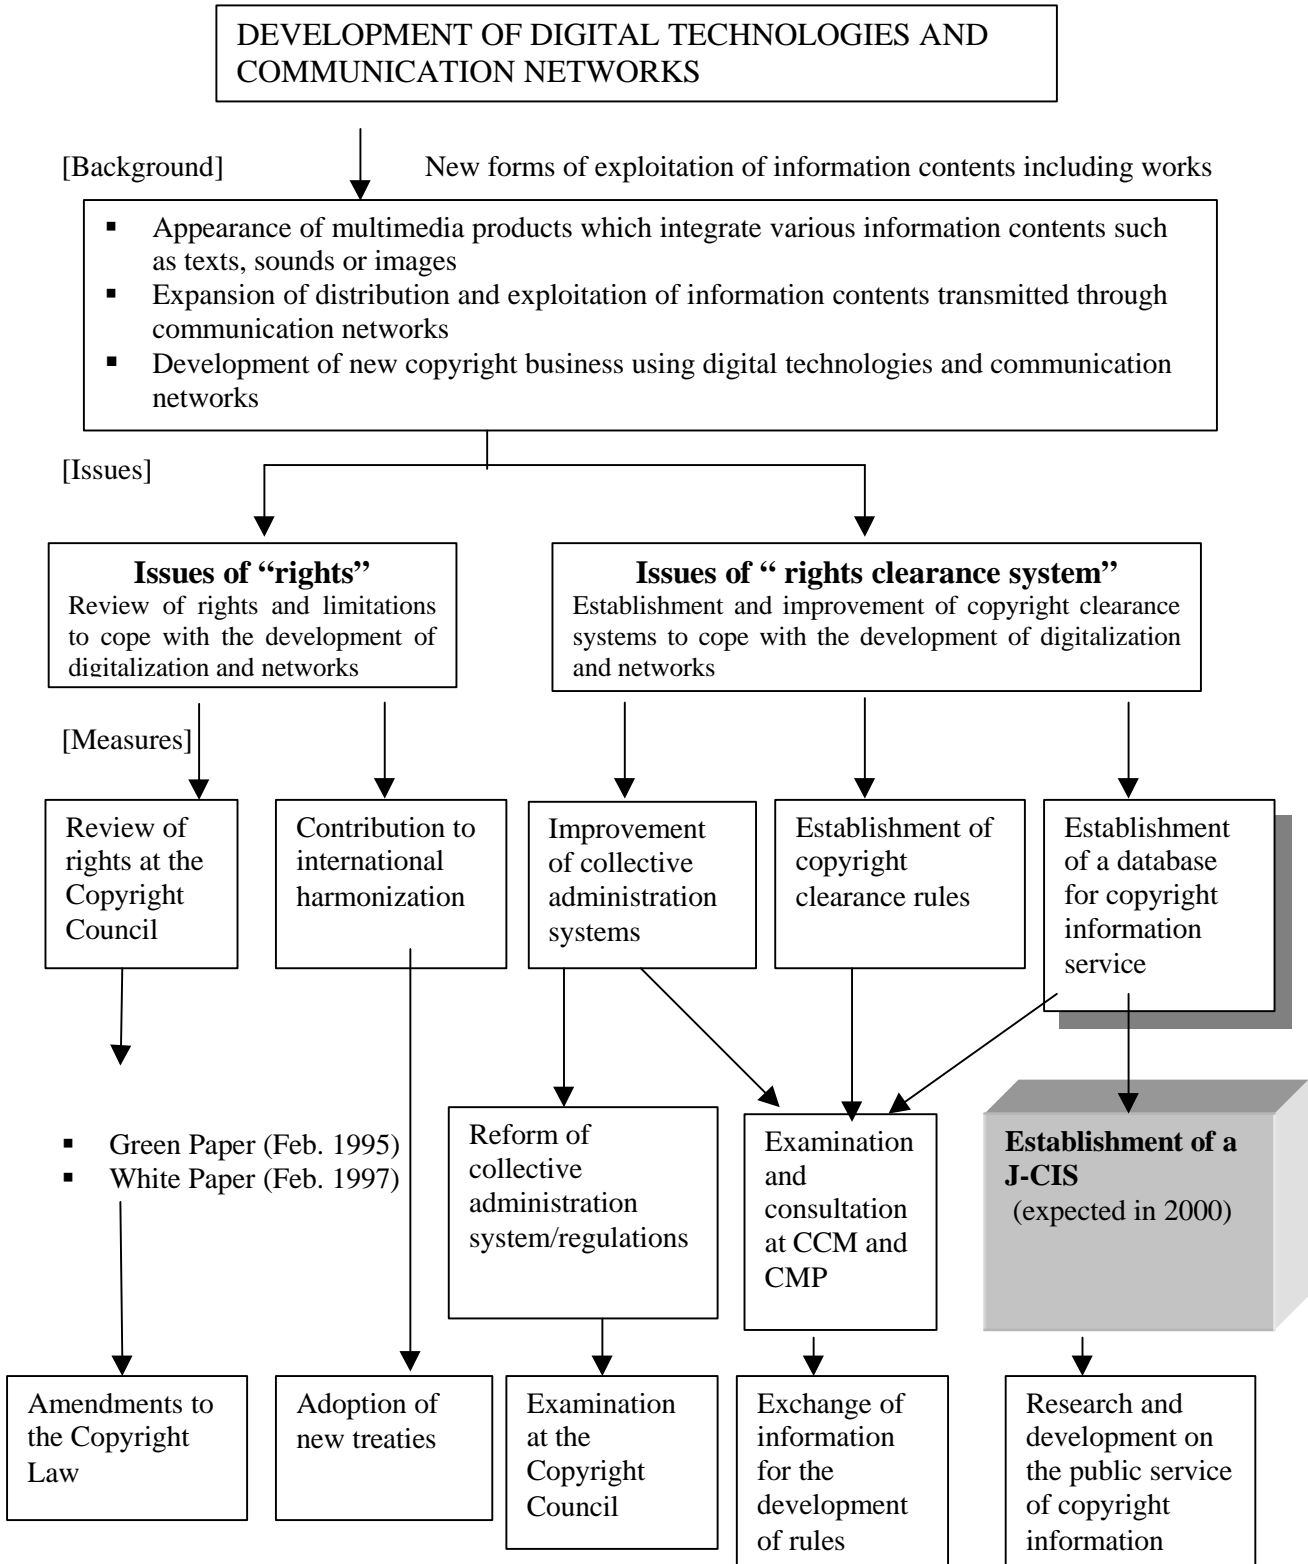 DEVELOPMENT OF DIGITAL TECHNOLOGIES AND
COMMUNICATION NETWORKS
[Background]
New forms of exploitation of information contents including works
▪ Appearance of multimedia products which integrate various information contents such
as texts, sounds or images
▪ Expansion of distribution and exploitation of information contents transmitted through
communication networks
▪ Development of new copyright business using digital technologies and communication
networks
[Issues]
Issues of “rights”
Review of rights and limitations
to cope with the development of
digitalization and networks
Issues of “ rights clearance system”
Establishment and improvement of copyright clearance
systems to cope with the development of digitalization
and networks
[Measures]
Review of
rights at the
Copyright
Council
Contribution to
international
harmonization
Improvement
of collective
administration
systems
Establishment of
copyright
clearance rules
Establishment
of a database
for copyright
information
service
▪ Green Paper (Feb. 1995)
▪ White Paper (Feb. 1997)
Reform of
collective
administration
system/regulations
Examination
and
consultation
at CCM and
CMP
Establishment of a
J-CIS
(expected in 2000)
Amendments to
the Copyright
Law
Adoption of
new treaties
Examination
at the
Copyright
Council
Exchange of
information
for the
development
of rules
Research and
development on
the public service
of copyright
information